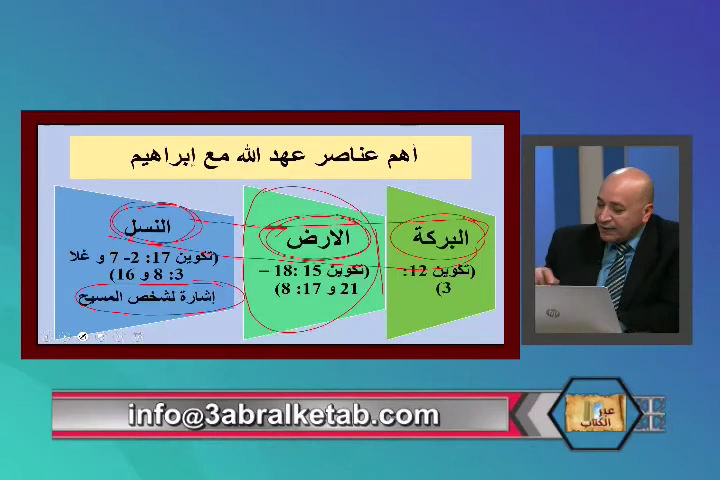 أهم عناصر عهد الله مع إبراهيم
البركة
(تكوين 12:
3)
الارض
(تكوين 15 :18 –
21 و 17: 8)
النسل
(تكوين 17: 2- 7 و غلا
3: 8 و 16)
إشارة لشخص المسيح
info@3abralketab.com
عبر
الكتاب